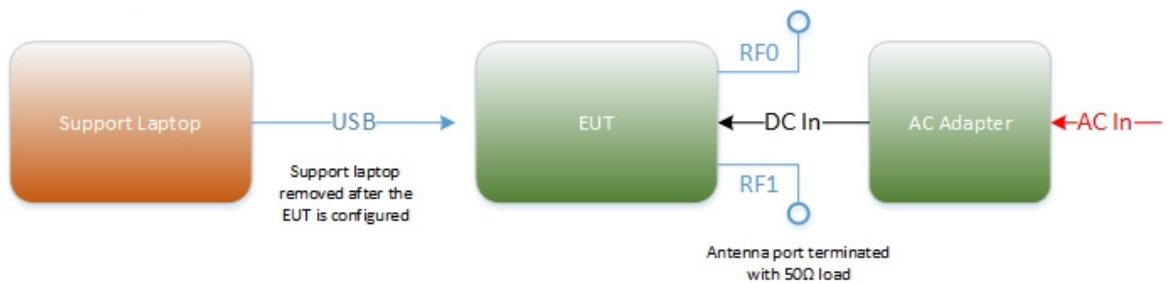 RF0
Support Laptop
USB
EUT
DC In
AC Adapter
AC In
Support laptop
removed after the
EUT is configured
RF1
Antenna port terminated
with 50Ω load